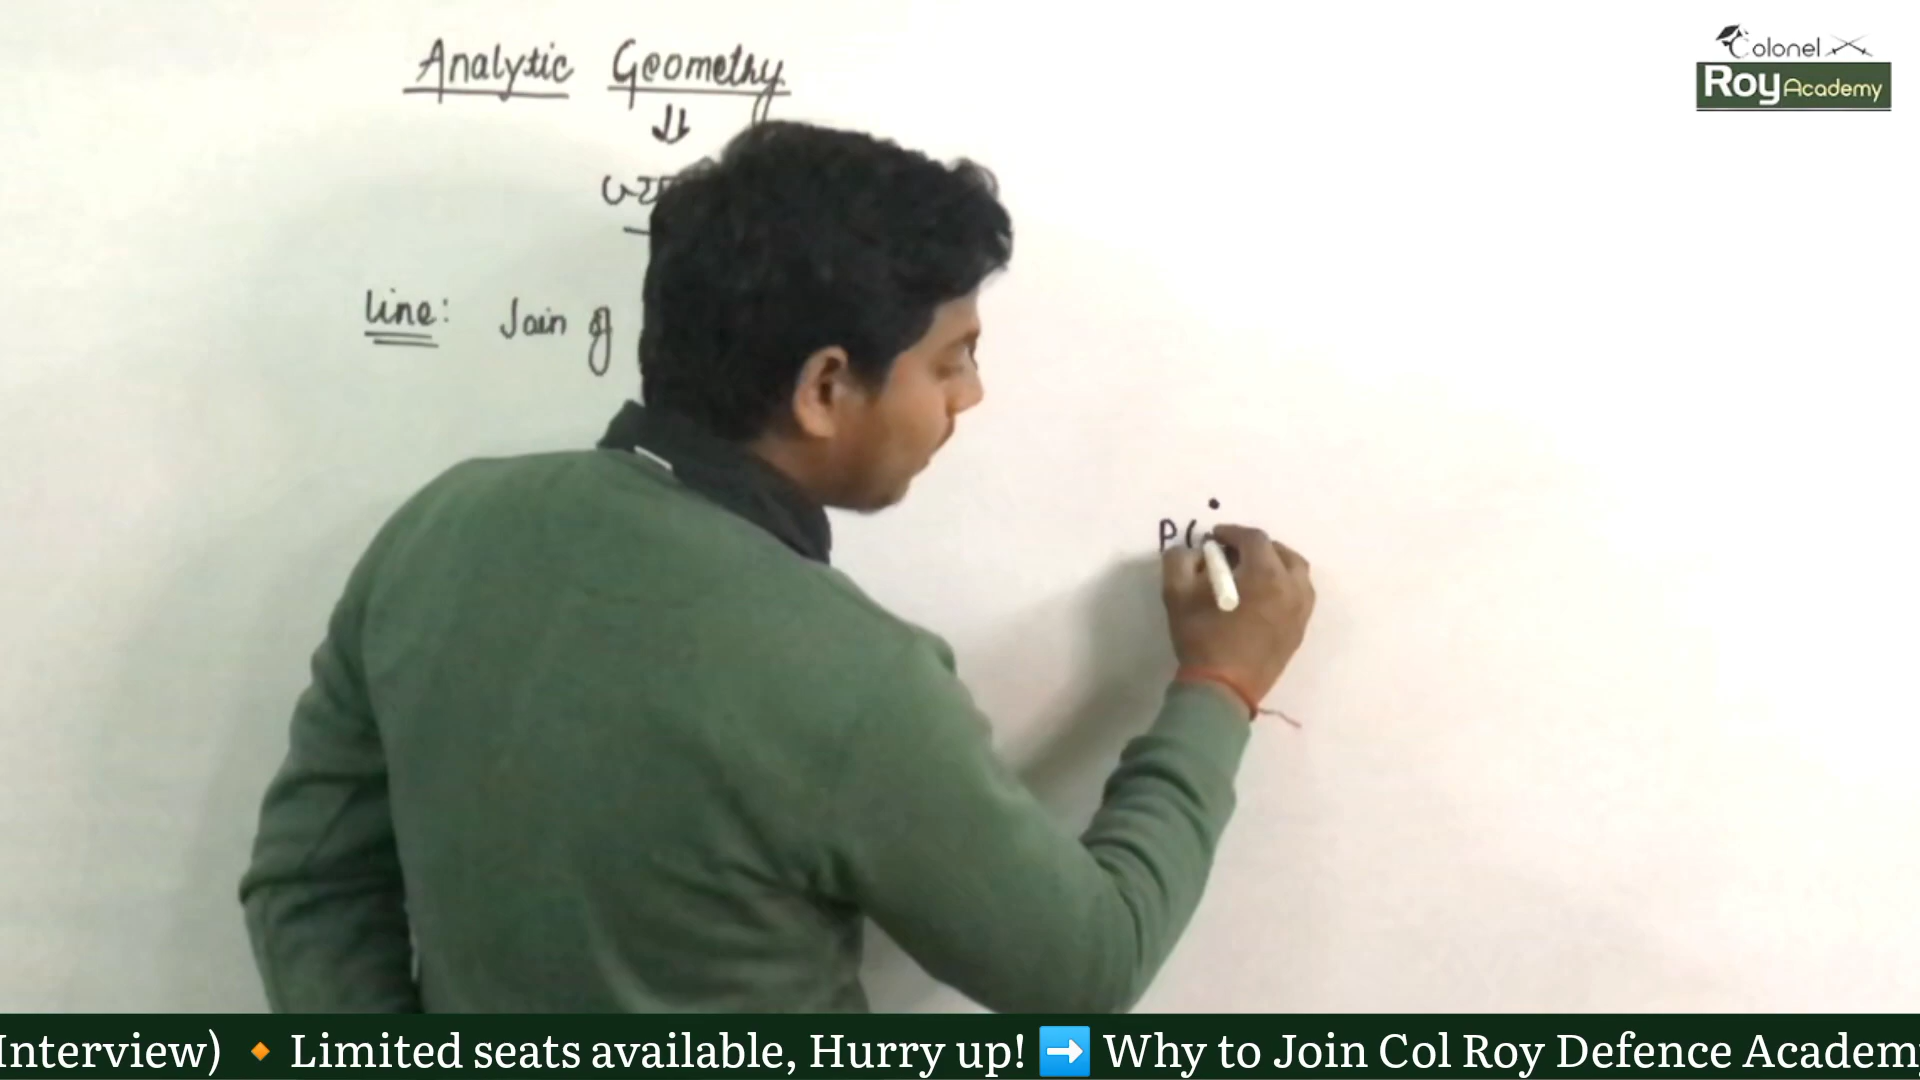 Analytic Geometry
line: Join of
P(
Colonel
Roy Academy
Interview) 🔸 Limited seats available, Hurry up! ➡️ Why to Join Col Roy Defence Academ